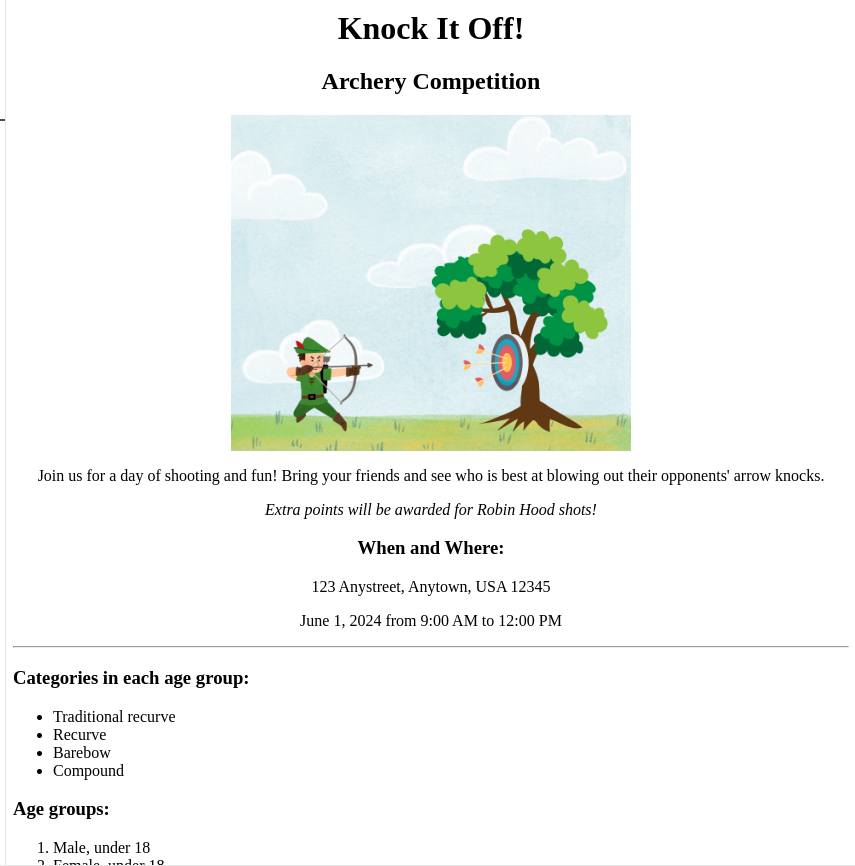 Knock It Off!
Archery Competition
Join us for a day of shooting and fun! Bring your friends and see who is best at blowing out their opponents' arrow knocks.
Extra points will be awarded for Robin Hood shots!
When and Where:
123 Anystreet, Anytown, USA 12345
June 1, 2024 from 9:00 AM to 12:00 PM
Categories in each age group:
• Traditional recurve
• Recurve
• Barebow
• Compound
Age groups:
1. Male, under 18
2. Female, under 18